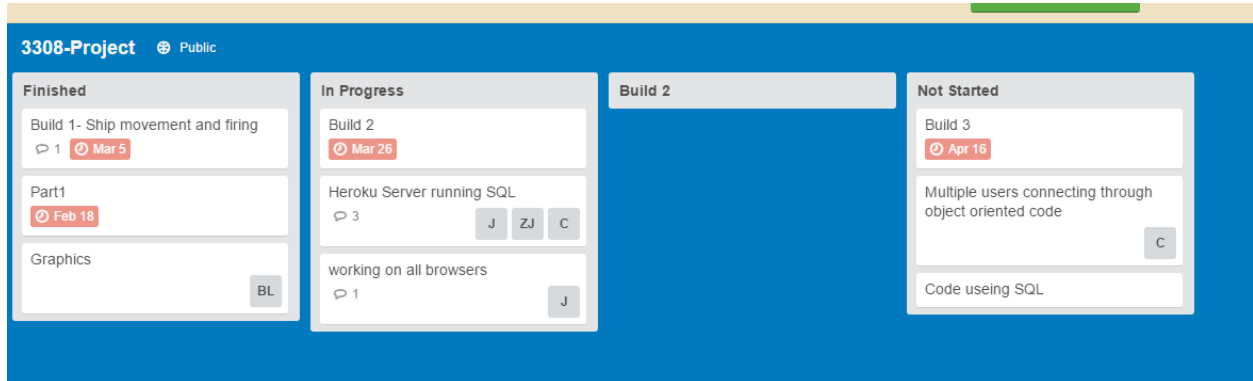 3308-Project Public
Finished
Build 1- Ship movement and firing
1 Mar 5
Part1
Feb 18
Graphics
BL
In Progress
Build 2
Mar 26
Heroku Server running SQL
3 J ZJ C
working on all browsers
1 J
Build 2
Not Started
Build 3
Apr 16
Multiple users connecting through
object oriented code
C
Code useing SQL